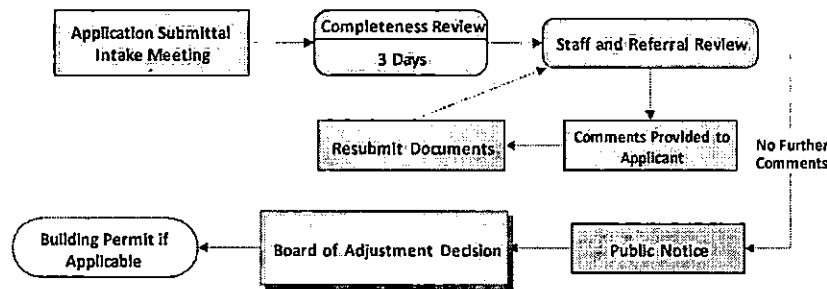 Application Submittal
Intake Meeting
Completeness Review
3 Days
Staff and Referral Review
Resubmit Documents
Comments Provided to
Applicant
No Further
Comments
Building Permit if
Applicable
Board of Adjustment Decision
Public Notice